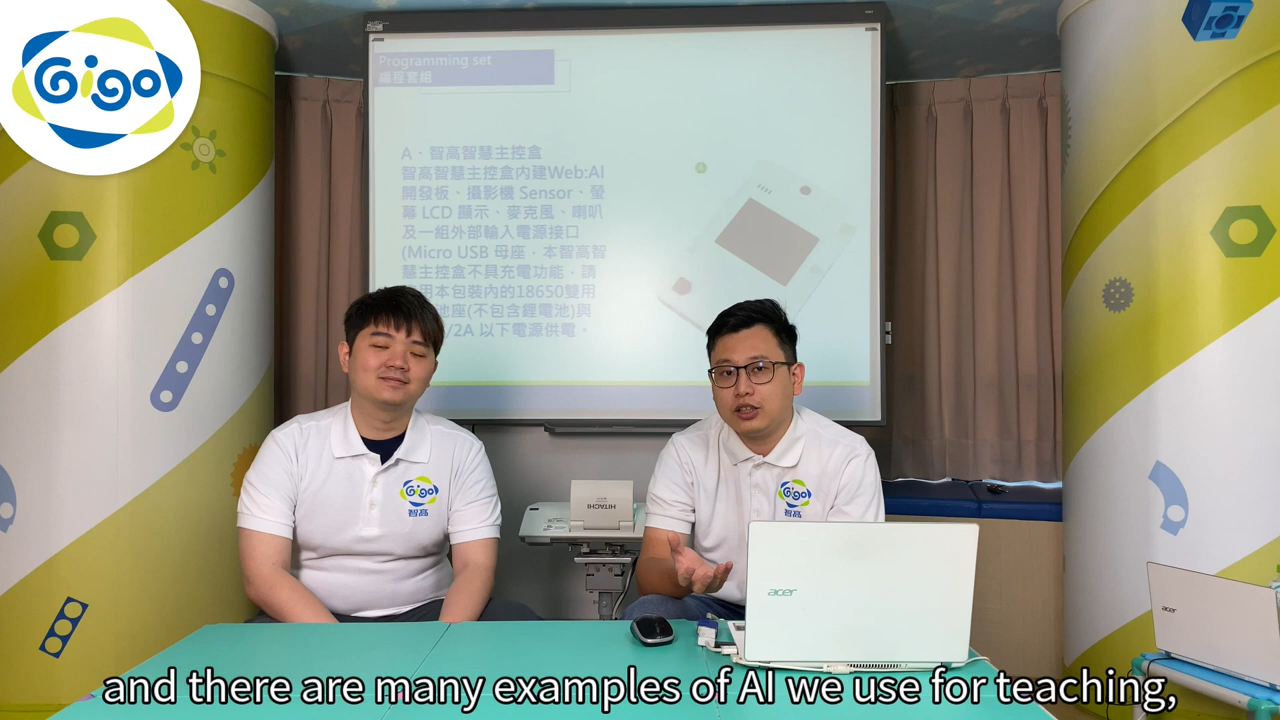 Gigo
Programming set
編程套組
A、智高智慧主控盒
智高智慧主控盒內建Web:AI
開發板、攝影機 Sensor、螢
幕 LCD 顯示、麥克風、喇叭
及一組外部輸入電源接口
(Micro USB 母座，本智高智
慧主控盒不具充電功能，請
用本包裝內的18650雙用
池座(不包含鋰電池)與
/2A 以下電源供電。
Gigo
智高
Gigo
智高
HITACHI
acer
acer
and there are many examples of AI we use for teaching,